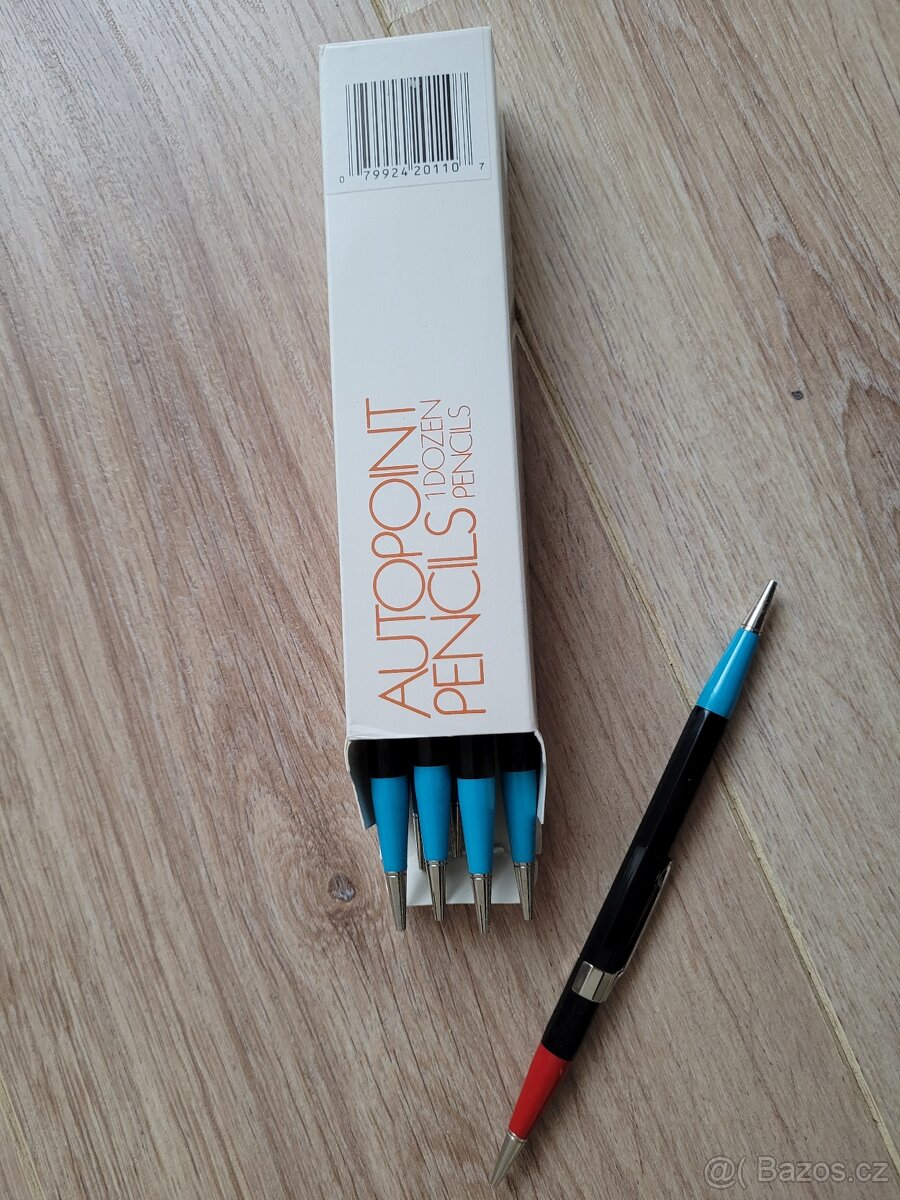 0 79924 20110 7
AUTOPOINT
PENCILS 1 DOZEN
PENCILS
@( Bazos.cz